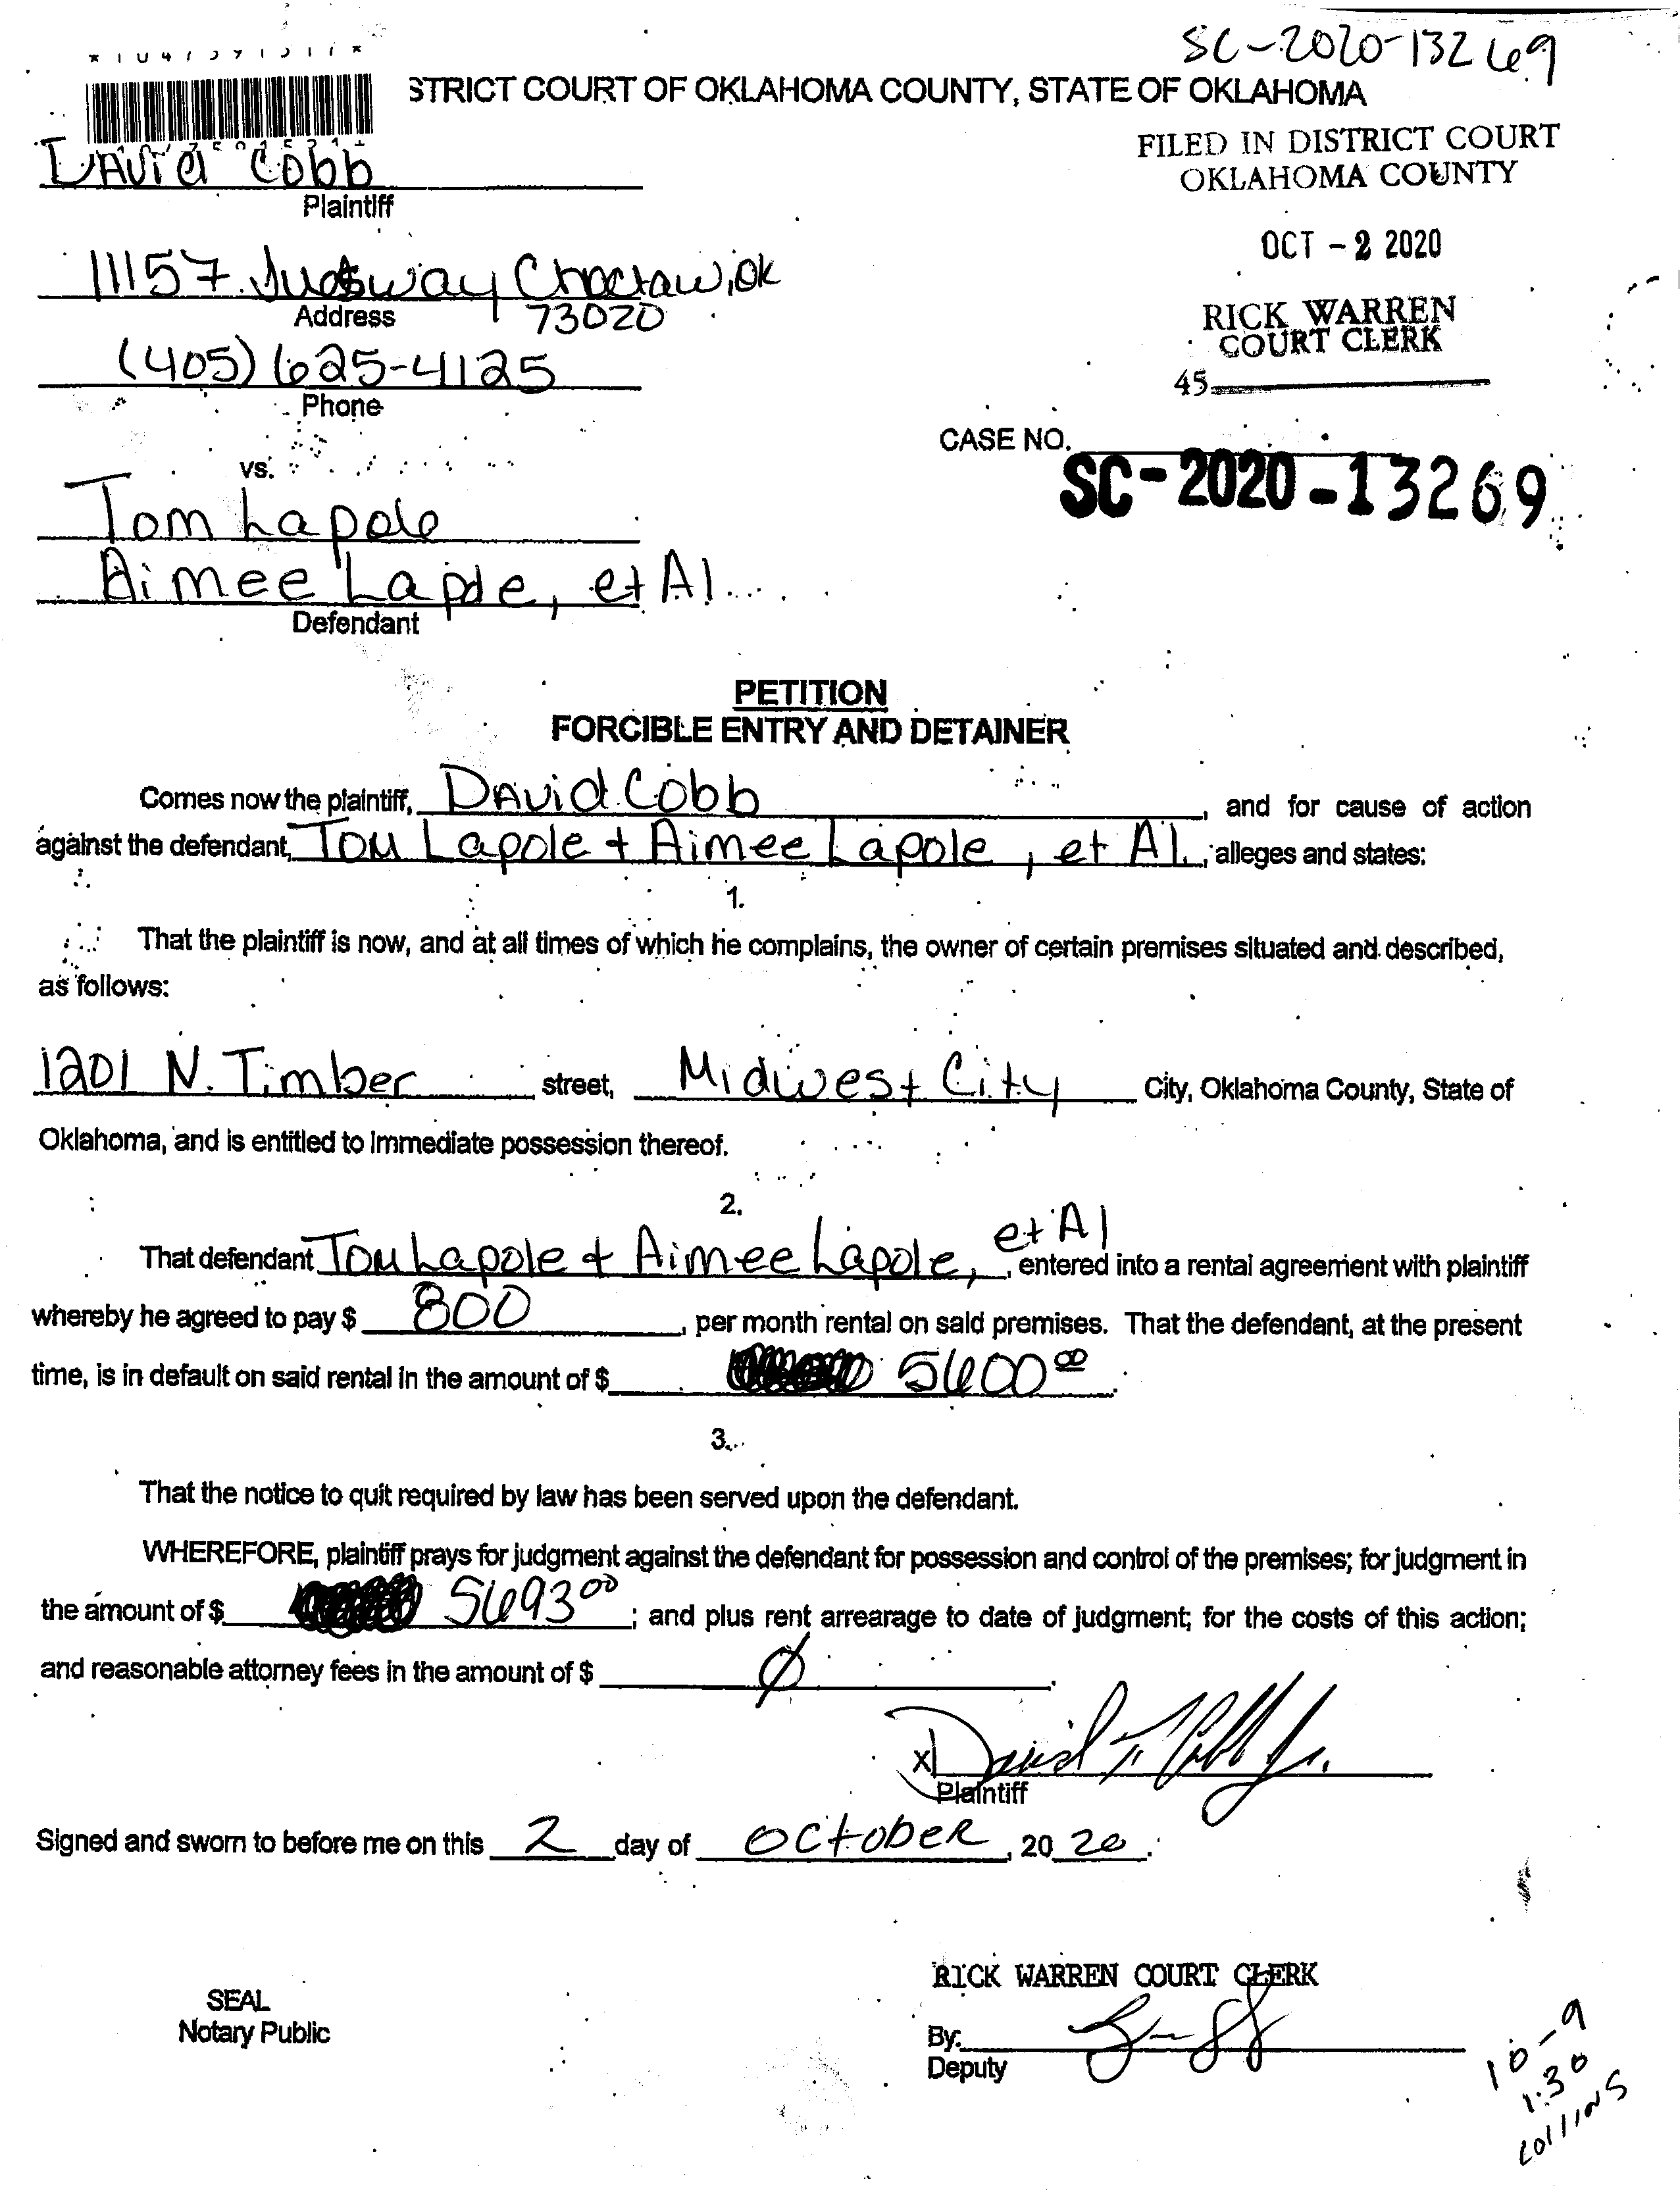 SC-2020-13269
STRICT COURT OF OKLAHOMA COUNTY, STATE OF OKLAHOMA
FILED IN DISTRICT COURT
OKLAHOMA COUNTY
OCT - 2 2020
RICK WARREN
COURT CLERK
45
David Cobb
Plaintiff
11157 Judsway Choctaw, OK
Address 73020
(405) 625-4125
Phone
CASE NO.
SC-2020-13269
vs.
Tom Lapole
Aimee Lapole, et Al
Defendant
PETITION
FORCIBLE ENTRY AND DETAINER
Comes now the plaintiff, David Cobb, and for cause of action
against the defendant, Tom Lapole + Aimee Lapole, et Al., alleges and states:
1.
That the plaintiff is now, and at all times of which he complains, the owner of certain premises situated and described,
as follows:
1201 N. Timber street, Midwest City City, Oklahoma County, State of
Oklahoma, and is entitled to immediate possession thereof.
2.
That defendant Tom Lapole + Aimee Lapole, et Al, entered into a rental agreement with plaintiff
whereby he agreed to pay $ 800, per month rental on said premises. That the defendant, at the present
time, is in default on said rental in the amount of $ 5600 00.
3.
That the notice to quit required by law has been served upon the defendant.
WHEREFORE, plaintiff prays for judgment against the defendant for possession and control of the premises; for judgment in
the amount of $ 5693 00; and plus rent arrearage to date of judgment; for the costs of this action;
and reasonable attorney fees in the amount of $ Ø.
X David T. Cobb Jr.
Plaintiff
Signed and sworn to before me on this 2 day of October, 20 20.
RICK WARREN COURT CLERK
SEAL
Notary Public
By:
Deputy
10-9
1:30
Collins